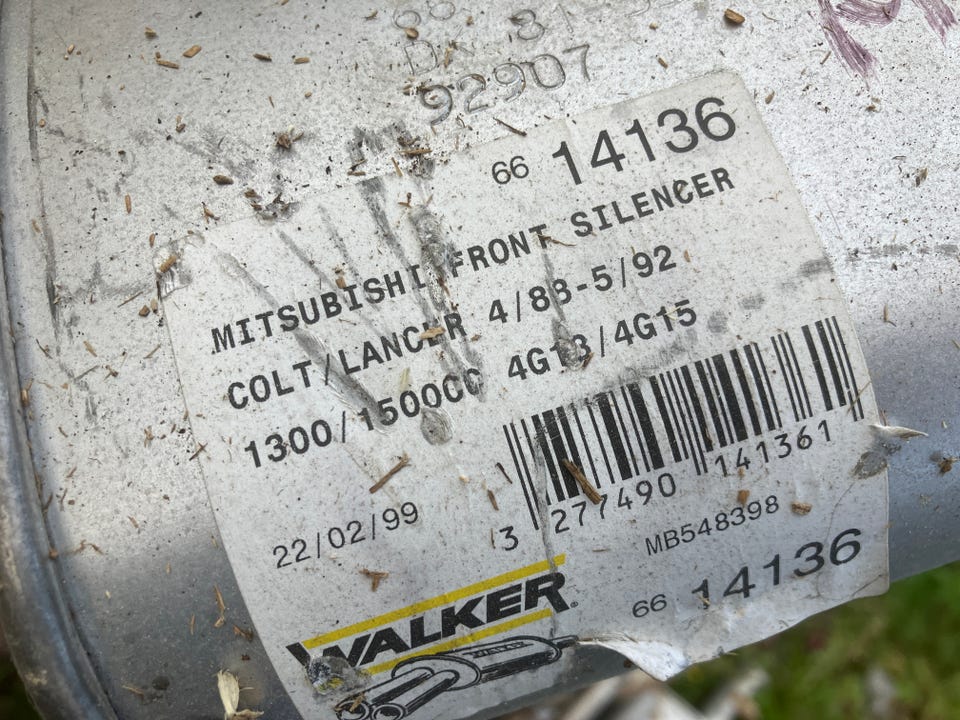 92907
66 14136
MITSUBISHI FRONT SILENCER
COLT/LANCER 4/88-5/92
1300/1500CC 4G13/4G15
3 277490 141361
22/02/99
MB548398
66 14136
WALKER
WALKER